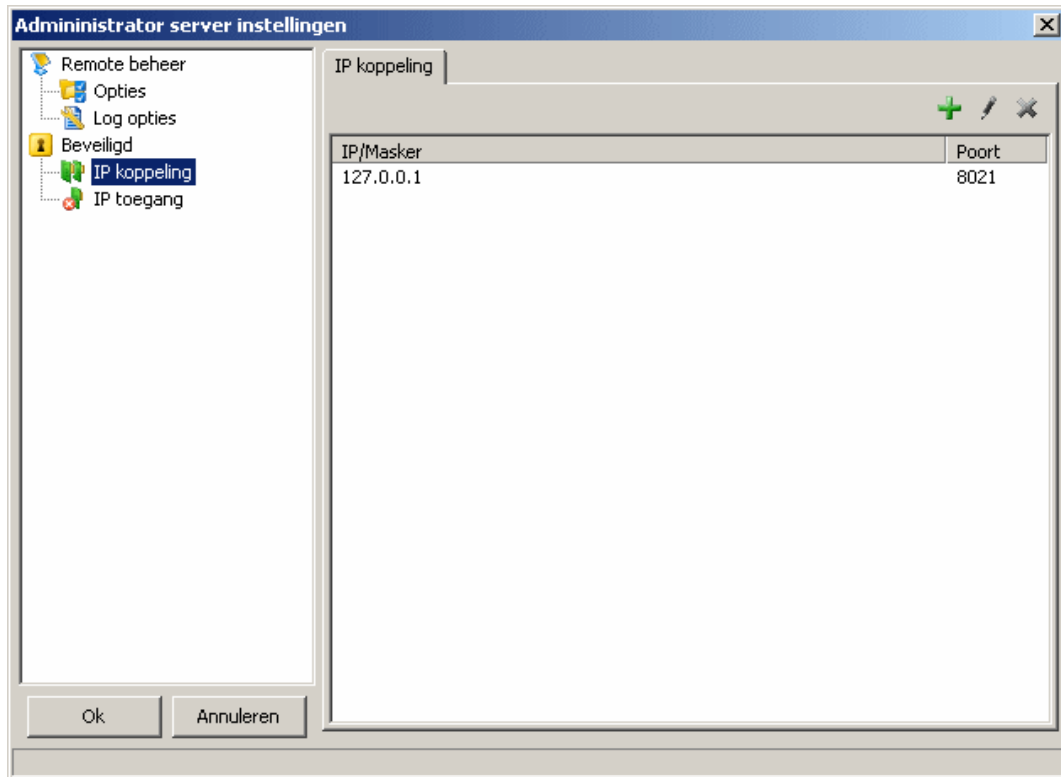 Admininistrator server instellingen
Remote beheer
Opties
Log opties
Beveiligd
IP koppeling
IP toegang
Ok
Annuleren
IP koppeling
IP/Masker Poort
127.0.0.1 8021